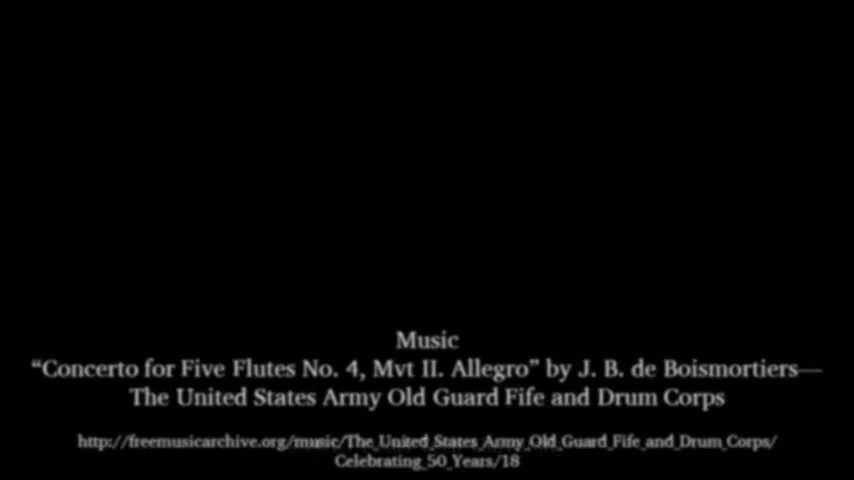 Music
“Concerto for Five Flutes No. 4, Mvt II. Allegro” by J. B. de Boismortiers—
The United States Army Old Guard Fife and Drum Corps
http://freemusicarchive.org/music/The_United_States_Army_Old_Guard_Fife_and_Drum_Corps/
Celebrating_50_Years/18